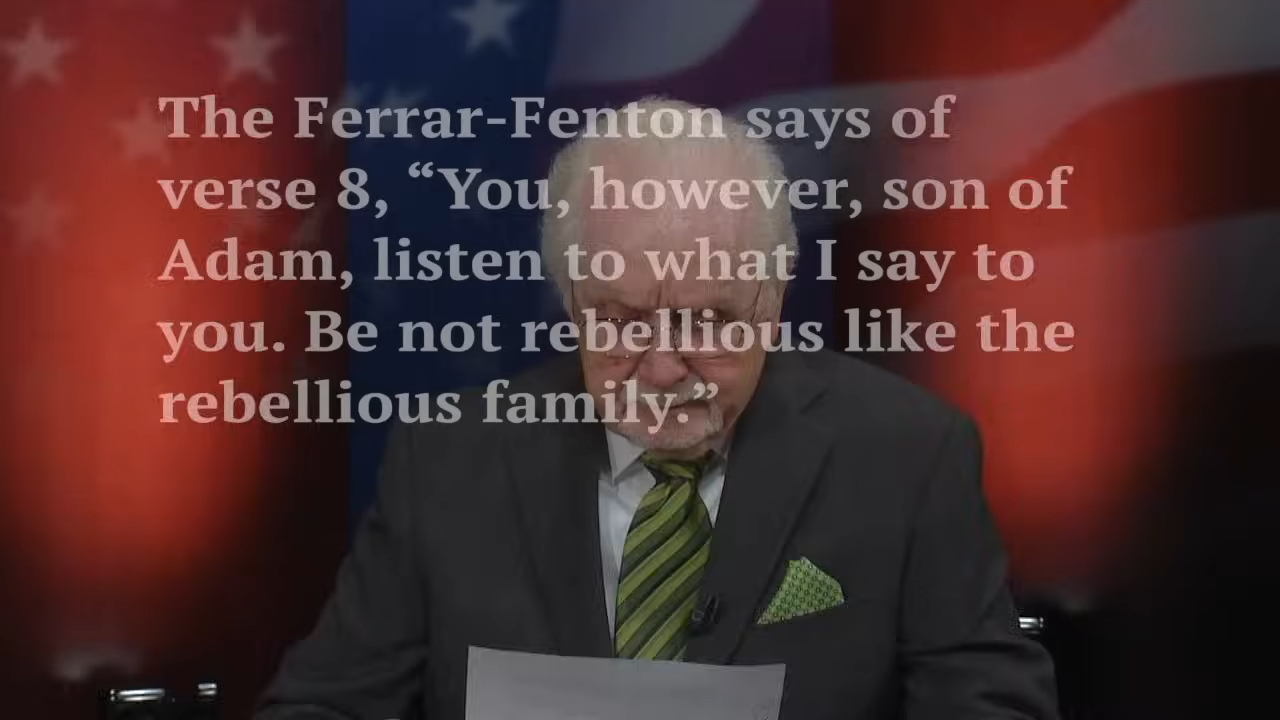 The Ferrar-Fenton says of
verse 8, “You, however, son of
Adam, listen to what I say to
you. Be not rebellious like the
rebellious family.”